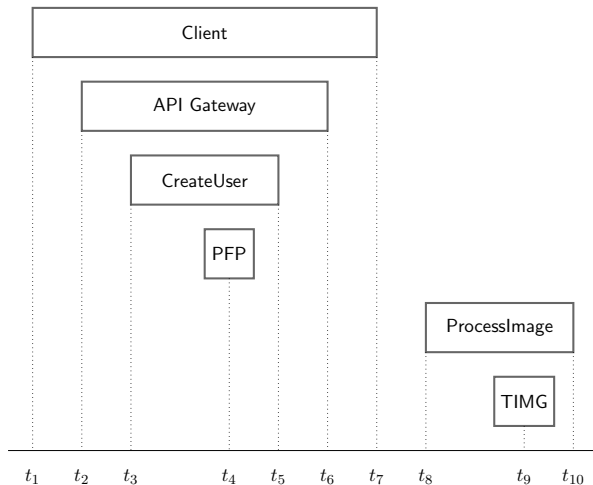 Client
API Gateway
CreateUser
PFP
ProcessImage
TIMG
t1 t2 t3 t4 t5 t6 t7 t8 t9 t10